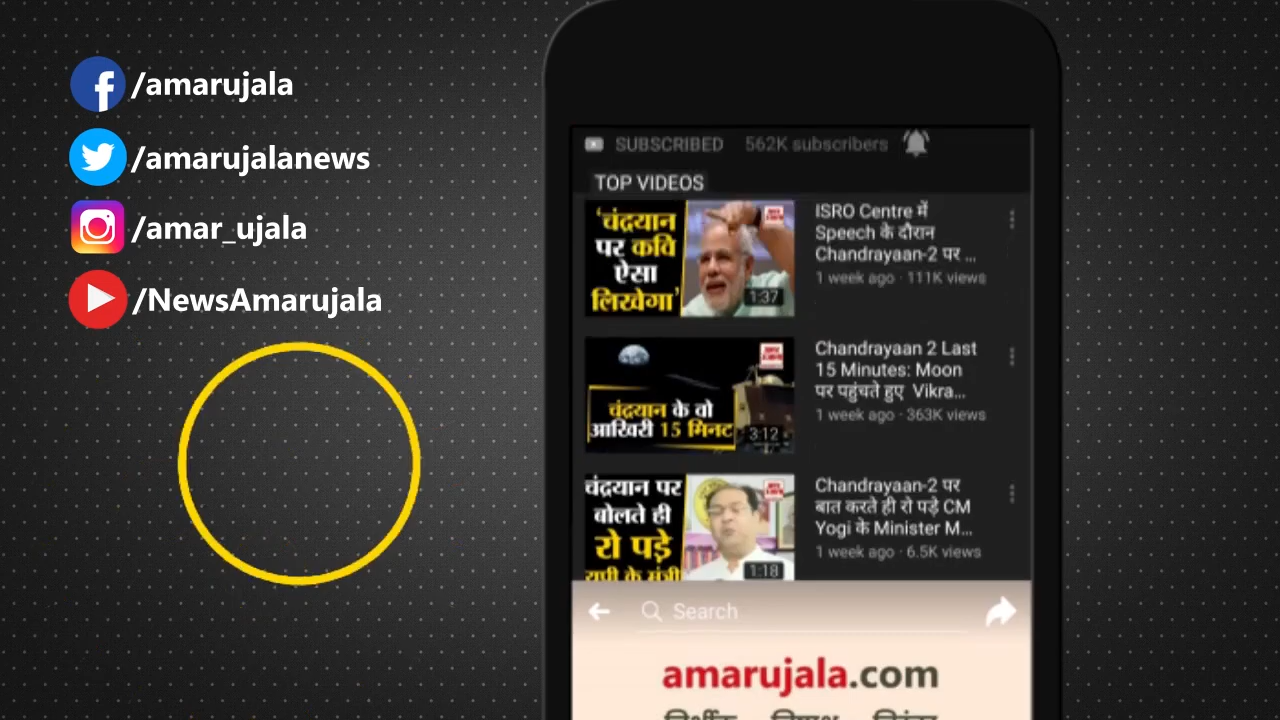 /amarujala
/amarujalanews
/amar_ujala
/NewsAmarujala
SUBSCRIBED 562K subscribers
TOP VIDEOS
'चंद्रयान
पर कवि
ऐसा
लिखेगा'
1:37
ISRO Centre में
Speech के दौरान
Chandrayaan-2 पर ...
1 week ago · 111K views
चंद्रयान के वो
आखिरी 15 मिनट
3:12
Chandrayaan 2 Last
15 Minutes: Moon
पर पहुंचते हुए Vikra...
1 week ago · 363K views
चंद्रयान पर
बोलते ही
रो पड़े
यूपी के मंत्री
1:18
Chandrayaan-2 पर
बात करते ही रो पड़े CM
Yogi के Minister M...
1 week ago · 6.5K views
Search
amarujala.com